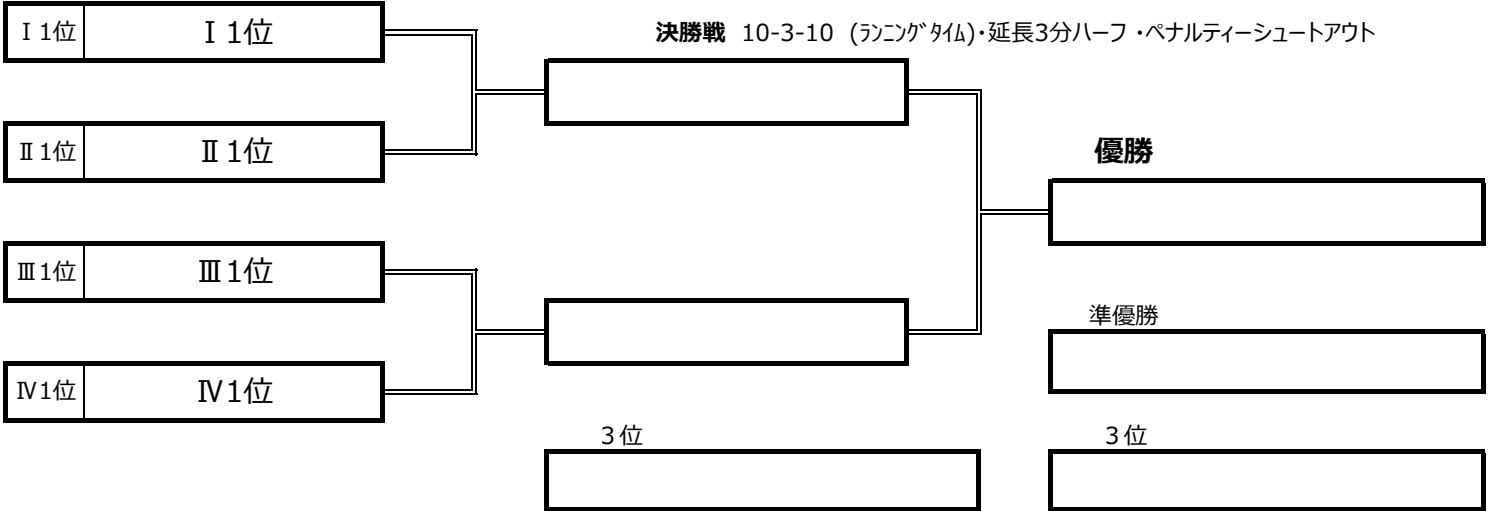 Ⅰ1位 Ⅰ1位
決勝戦 10-3-10 (ﾗﾝﾆﾝｸﾞﾀｲﾑ)・延長3分ハーフ ・ペナルティーシュートアウト
Ⅱ1位 Ⅱ1位
優勝
Ⅲ1位 Ⅲ1位
準優勝
Ⅳ1位 Ⅳ1位
３位 ３位